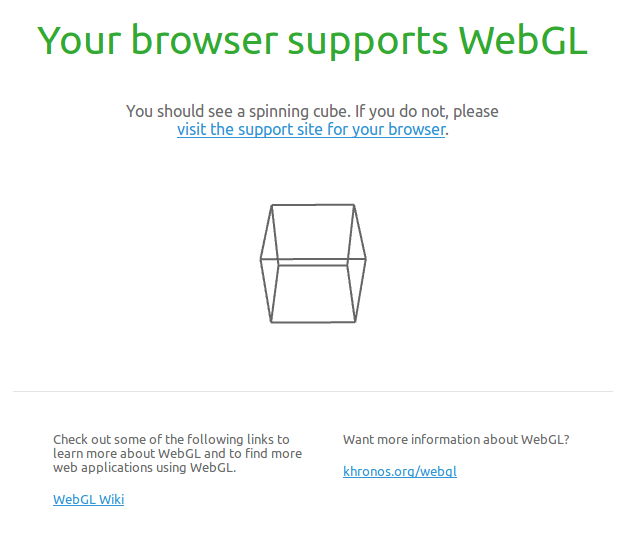 Your browser supports WebGL
You should see a spinning cube. If you do not, please
visit the support site for your browser.
Check out some of the following links to
learn more about WebGL and to find more
web applications using WebGL.
WebGL Wiki
Want more information about WebGL?
khronos.org/webgl